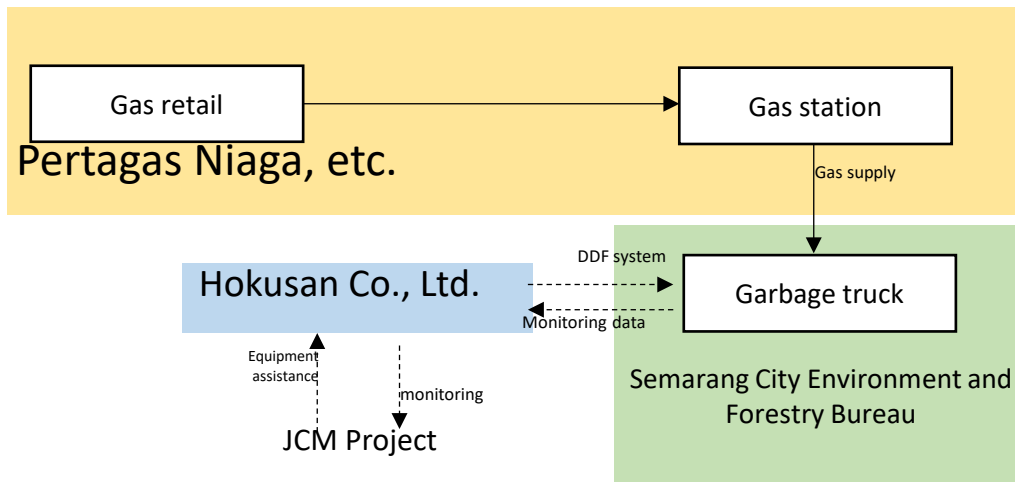 Gas retail
Gas station
Pertagas Niaga, etc.
Gas supply
DDF system
Hokusan Co., Ltd.
Garbage truck
Monitoring data
Equipment
assistance
monitoring
Semarang City Environment and
Forestry Bureau
JCM Project